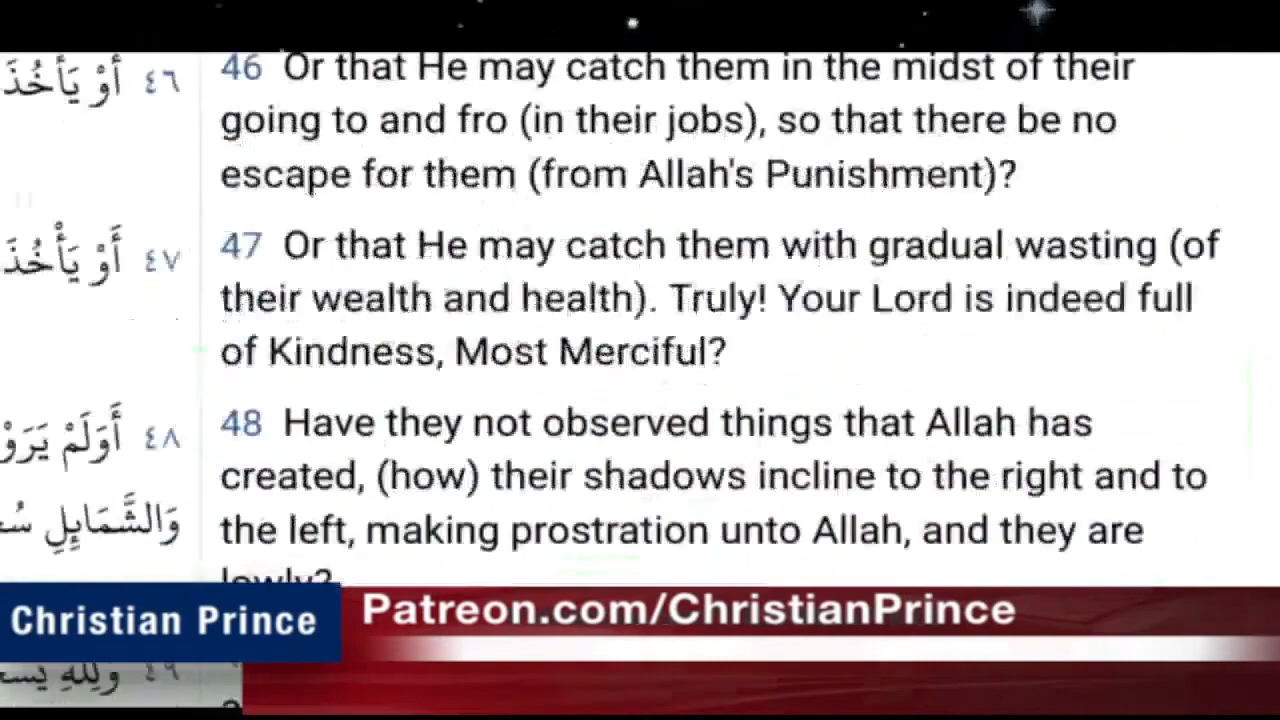 46 Or that He may catch them in the midst of their
أَوْ يَأْخُذَ ٤٦
going to and fro (in their jobs), so that there be no
escape for them (from Allah's Punishment)?
47 Or that He may catch them with gradual wasting (of
أَوْ يَأْخُذَ ٤٧
their wealth and health). Truly! Your Lord is indeed full
of Kindness, Most Merciful?
48 Have they not observed things that Allah has
أَوَلَمْ يَرَوْ ٤٨
created, (how) their shadows incline to the right and to
the left, making prostration unto Allah, and they are
وَالشَّمَايِٕلِ سُ
lowly?
Christian Prince
Patreon.com/ChristianPrince
وَلِلَّهِ يَسْ ٤٩